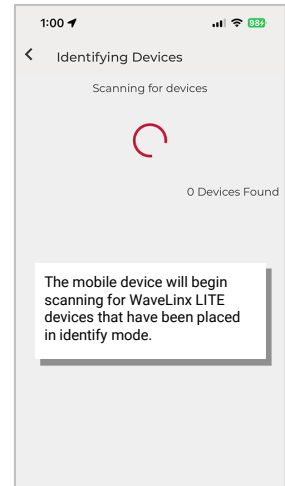 1:00
98
Identifying Devices
Scanning for devices
0 Devices Found
The mobile device will begin
scanning for WaveLinx LITE
devices that have been placed
in identify mode.